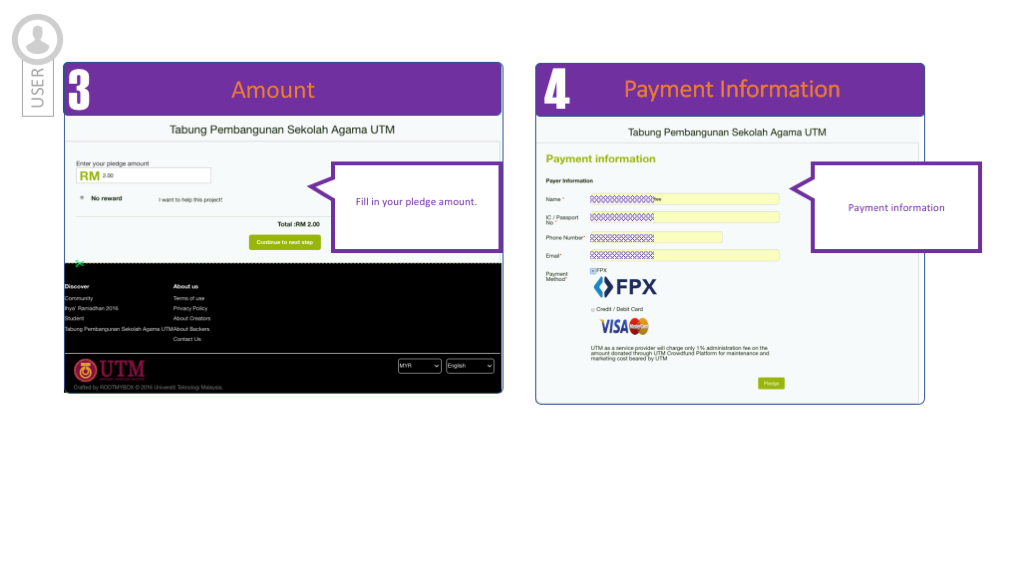 USER
3
Amount
Tabung Pembangunan Sekolah Agama UTM
Enter your pledge amount
RM 2.00
No reward
I want to help this project!
Total :RM 2.00
Continue to next step
Fill in your pledge amount.
Discover
About us
Community
Terms of use
Ihya' Ramadhan 2016
Privacy Policy
Student
About Creators
Tabung Pembangunan Sekolah Agama UTM
About Backers
Contact Us
UTM
MYR
English
Crafted by ROOTMYBOX © 2016 Universiti Teknologi Malaysia.
4
Payment Information
Tabung Pembangunan Sekolah Agama UTM
Payment information
Payer Information
Name *
IC / Passport
No *
Phone Number*
Email*
Payment
Method*
FPX
FPX
Credit / Debit Card
VISA MasterCard
UTM as a service provider will charge only 1% administration fee on the
amount donated through UTM Crowdfund Platform for maintenance and
marketing cost beared by UTM
Pledge
Payment information